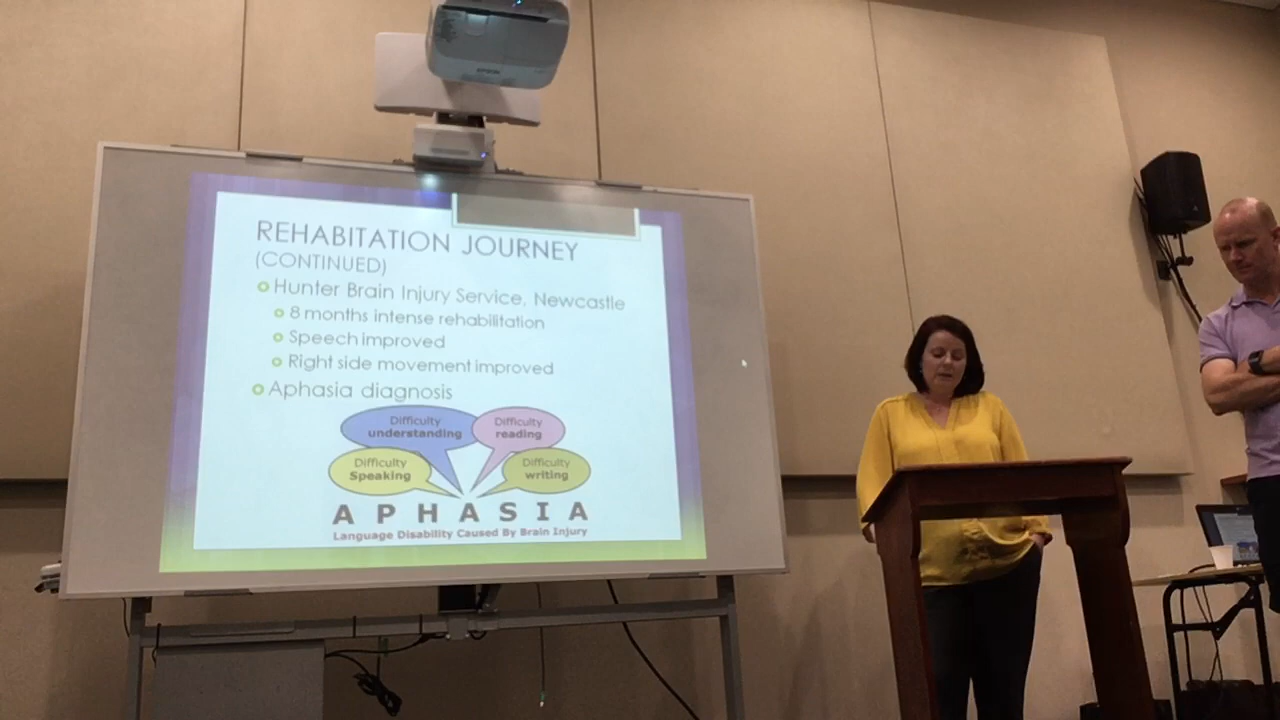 EPSON
REHABITATION JOURNEY
(CONTINUED)
Hunter Brain Injury Service, Newcastle
8 months intense rehabilitation
Speech improved
Right side movement improved
Aphasia diagnosis
Difficulty understanding
Difficulty reading
Difficulty Speaking
Difficulty writing
APHASIA
Language Disability Caused By Brain Injury